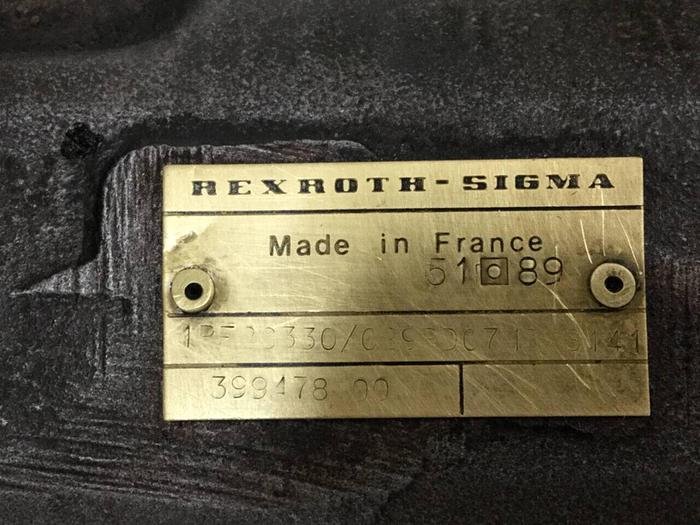 REXROTH-SIGMA
Made in France
51 89
399478 00